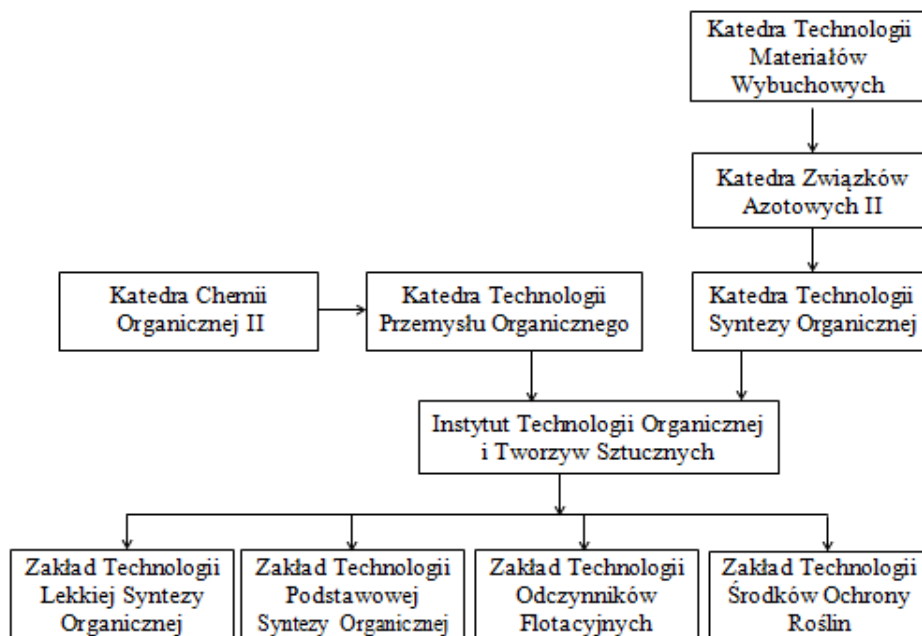 Katedra Technologii
Materiałów
Wybuchowych
Katedra Związków
Azotowych II
Katedra Chemii
Organicznej II
Katedra Technologii
Przemysłu Organicznego
Katedra Technologii
Syntezy Organicznej
Instytut Technologii Organicznej
i Tworzyw Sztucznych
Zakład Technologii
Lekkiej Syntezy
Organicznej
Zakład Technologii
Podstawowej
Syntezy Organicznej
Zakład Technologii
Odczynników
Flotacyjnych
Zakład Technologii
Środków Ochrony
Roślin